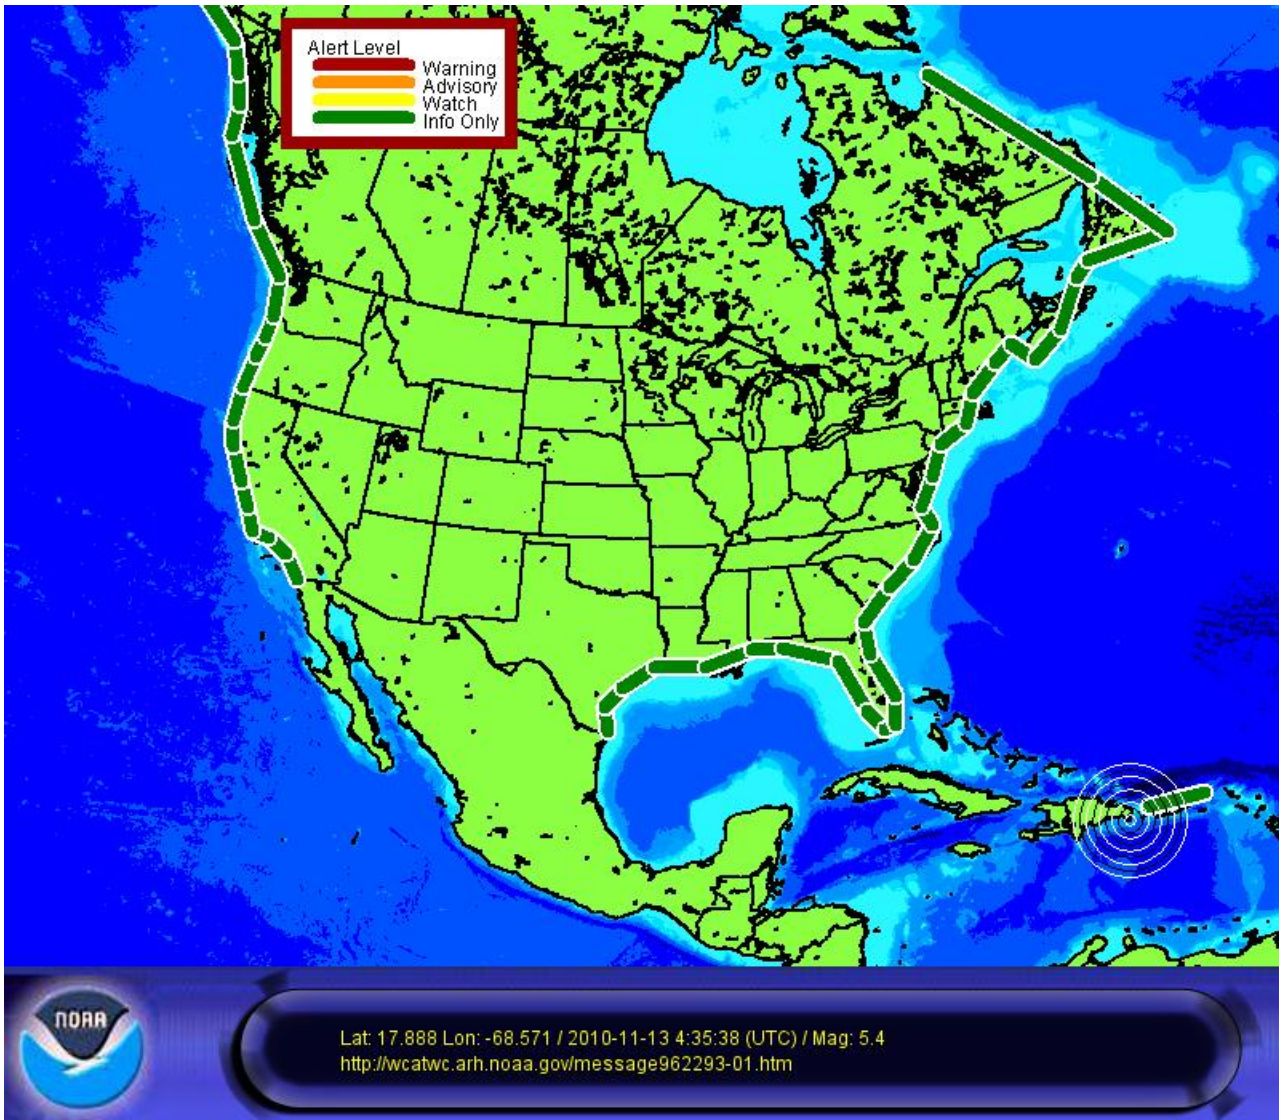 Alert Level
Warning
Advisory
Watch
Info Only
NOAA
Lat: 17.888 Lon: -68.571 / 2010-11-13 4:35:38 (UTC) / Mag: 5.4
http://wcatwc.arh.noaa.gov/message962293-01.htm